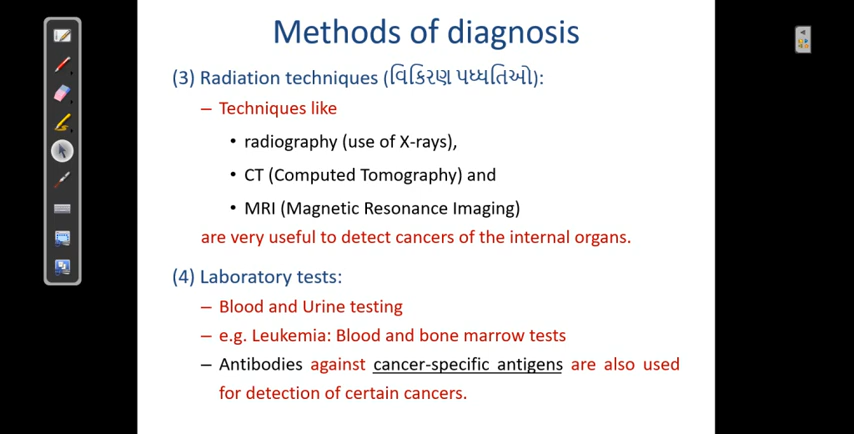 Methods of diagnosis
(3) Radiation techniques (વિકિરણ પધ્ધતિઓ):
– Techniques like
• radiography (use of X-rays),
• CT (Computed Tomography) and
• MRI (Magnetic Resonance Imaging)
are very useful to detect cancers of the internal organs.
(4) Laboratory tests:
– Blood and Urine testing
– e.g. Leukemia: Blood and bone marrow tests
– Antibodies against cancer-specific antigens are also used
for detection of certain cancers.